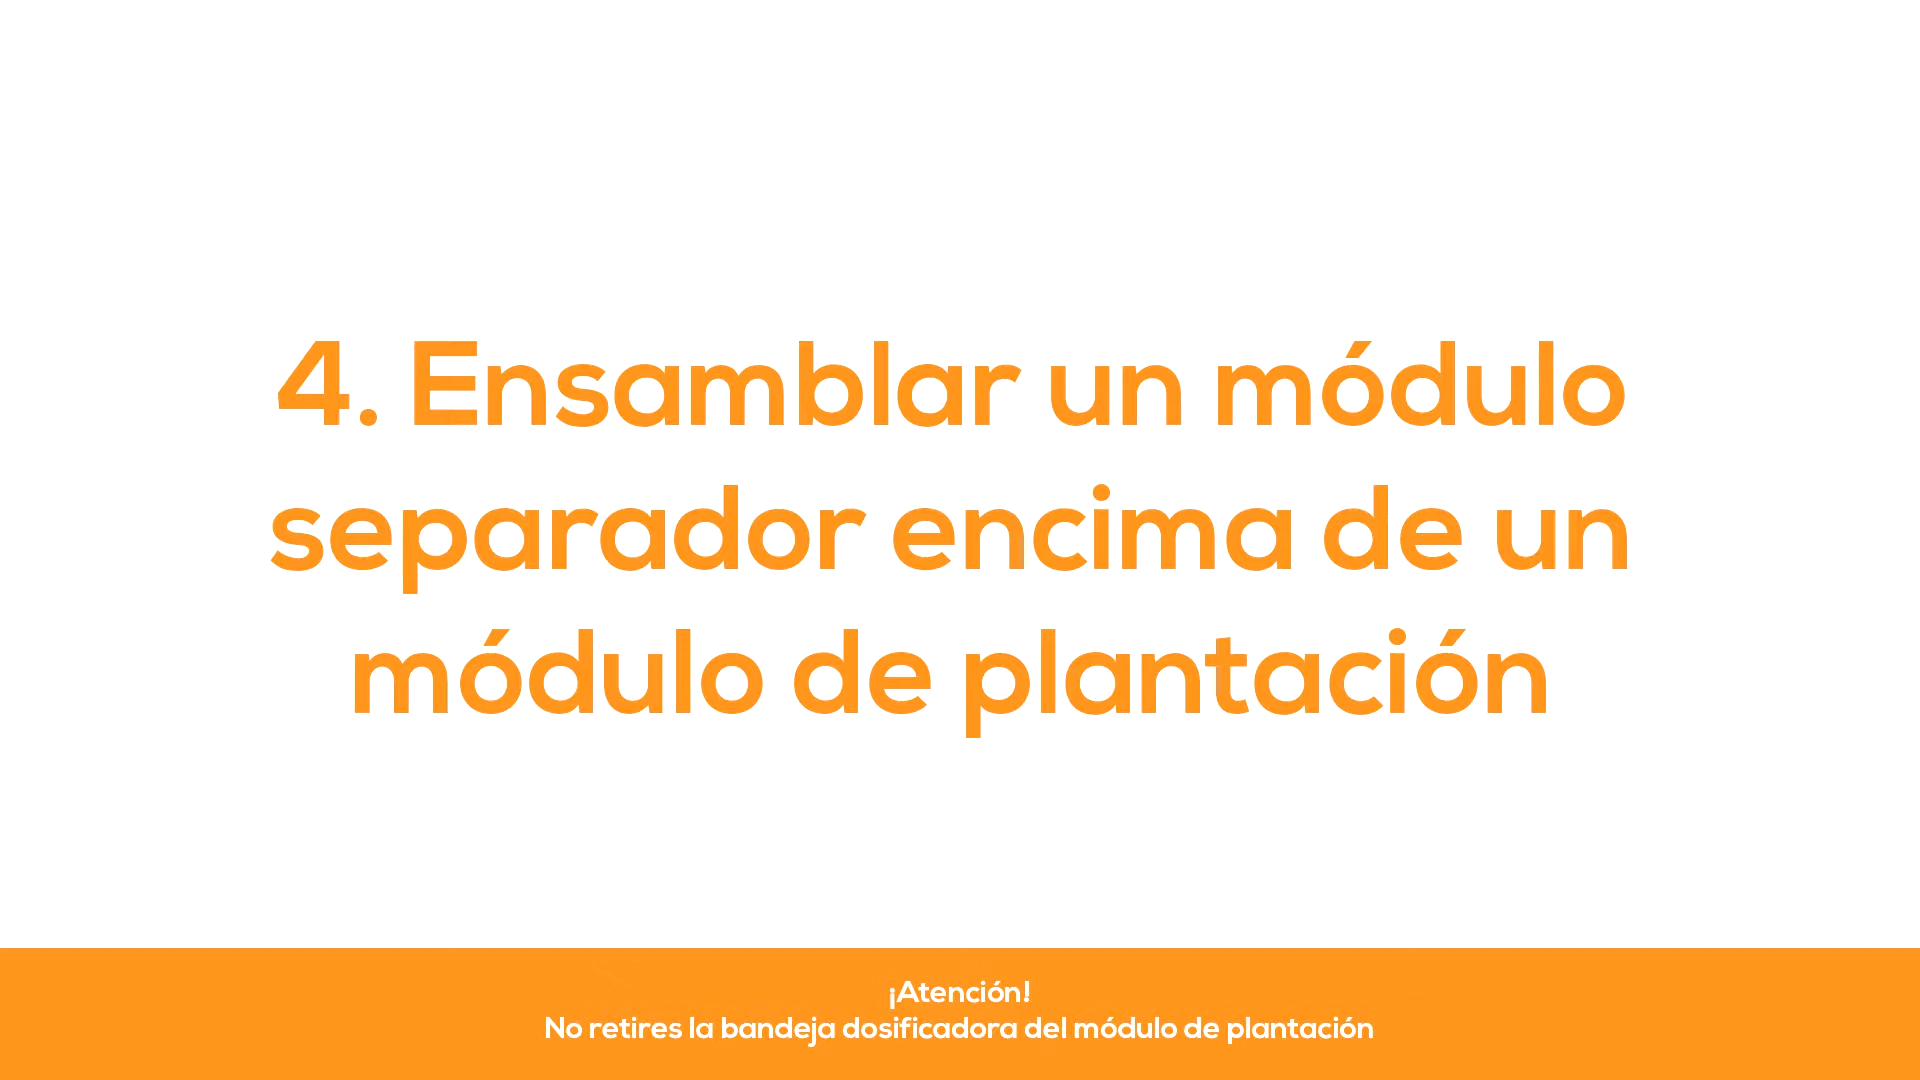 4. Ensamblar un módulo
separador encima de un
módulo de plantación
¡Atención!
No retires la bandeja dosificadora del módulo de plantación